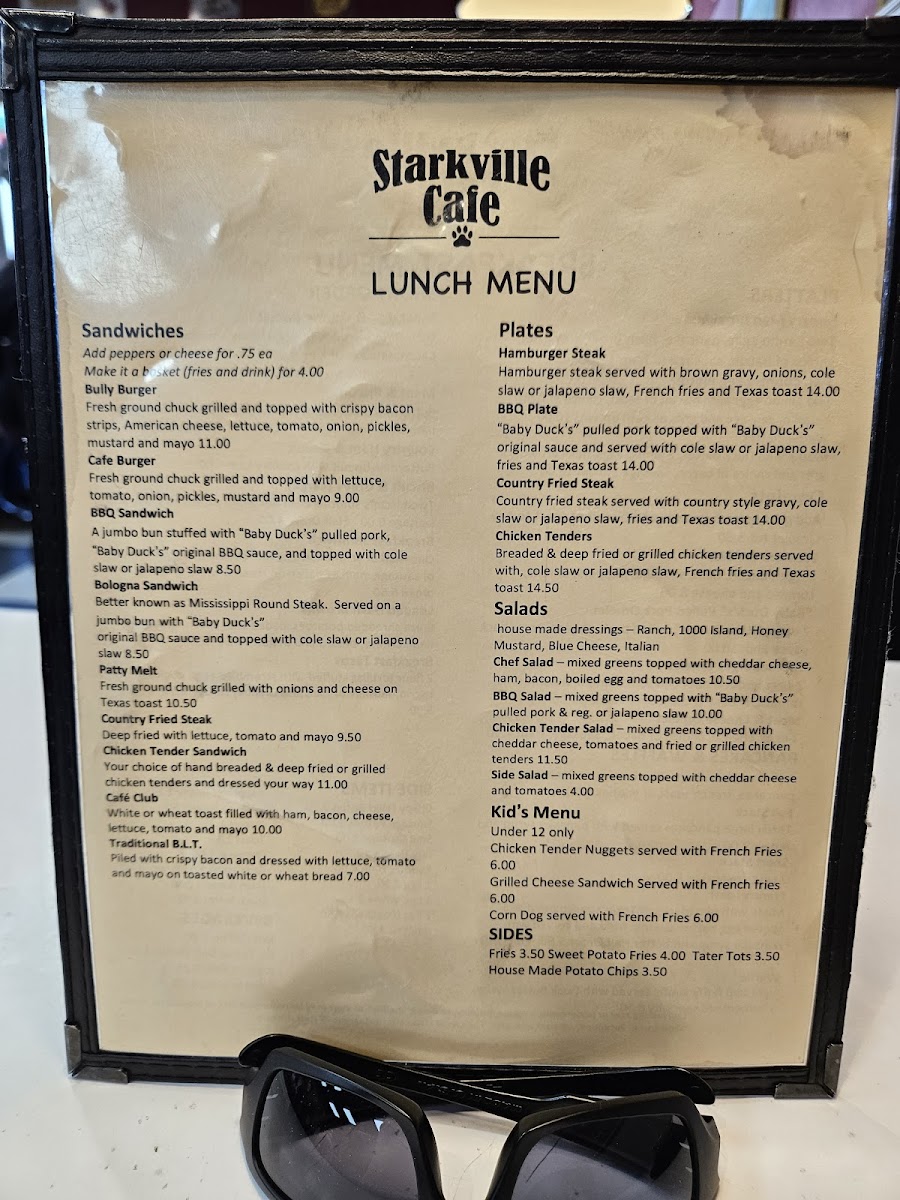 Starkville
Cafe
LUNCH MENU
Sandwiches
Add peppers or cheese for .75 ea
Make it a basket (fries and drink) for 4.00
Bully Burger
Fresh ground chuck grilled and topped with crispy bacon
strips, American cheese, lettuce, tomato, onion, pickles,
mustard and mayo 11.00
Cafe Burger
Fresh ground chuck grilled and topped with lettuce,
tomato, onion, pickles, mustard and mayo 9.00
BBQ Sandwich
A jumbo bun stuffed with “Baby Duck’s” pulled pork,
“Baby Duck’s” original BBQ sauce, and topped with cole
slaw or jalapeno slaw 8.50
Bologna Sandwich
Better known as Mississippi Round Steak. Served on a
jumbo bun with “Baby Duck’s”
original BBQ sauce and topped with cole slaw or jalapeno
slaw 8.50
Patty Melt
Fresh ground chuck grilled with onions and cheese on
Texas toast 10.50
Country Fried Steak
Deep fried with lettuce, tomato and mayo 9.50
Chicken Tender Sandwich
Your choice of hand breaded & deep fried or grilled
chicken tenders and dressed your way 11.00
Café Club
White or wheat toast filled with ham, bacon, cheese,
lettuce, tomato and mayo 10.00
Traditional B.L.T.
Piled with crispy bacon and dressed with lettuce, tomato
and mayo on toasted white or wheat bread 7.00
Plates
Hamburger Steak
Hamburger steak served with brown gravy, onions, cole
slaw or jalapeno slaw, French fries and Texas toast 14.00
BBQ Plate
“Baby Duck’s” pulled pork topped with “Baby Duck’s”
original sauce and served with cole slaw or jalapeno slaw,
fries and Texas toast 14.00
Country Fried Steak
Country fried steak served with country style gravy, cole
slaw or jalapeno slaw, fries and Texas toast 14.00
Chicken Tenders
Breaded & deep fried or grilled chicken tenders served
with, cole slaw or jalapeno slaw, French fries and Texas
toast 14.50
Salads
house made dressings – Ranch, 1000 Island, Honey
Mustard, Blue Cheese, Italian
Chef Salad – mixed greens topped with cheddar cheese,
ham, bacon, boiled egg and tomatoes 10.50
BBQ Salad – mixed greens topped with “Baby Duck’s”
pulled pork & reg. or jalapeno slaw 10.00
Chicken Tender Salad – mixed greens topped with
cheddar cheese, tomatoes and fried or grilled chicken
tenders 11.50
Side Salad – mixed greens topped with cheddar cheese
and tomatoes 4.00
Kid’s Menu
Under 12 only
Chicken Tender Nuggets served with French Fries
6.00
Grilled Cheese Sandwich Served with French fries
6.00
Corn Dog served with French Fries 6.00
SIDES
Fries 3.50 Sweet Potato Fries 4.00 Tater Tots 3.50
House Made Potato Chips 3.50